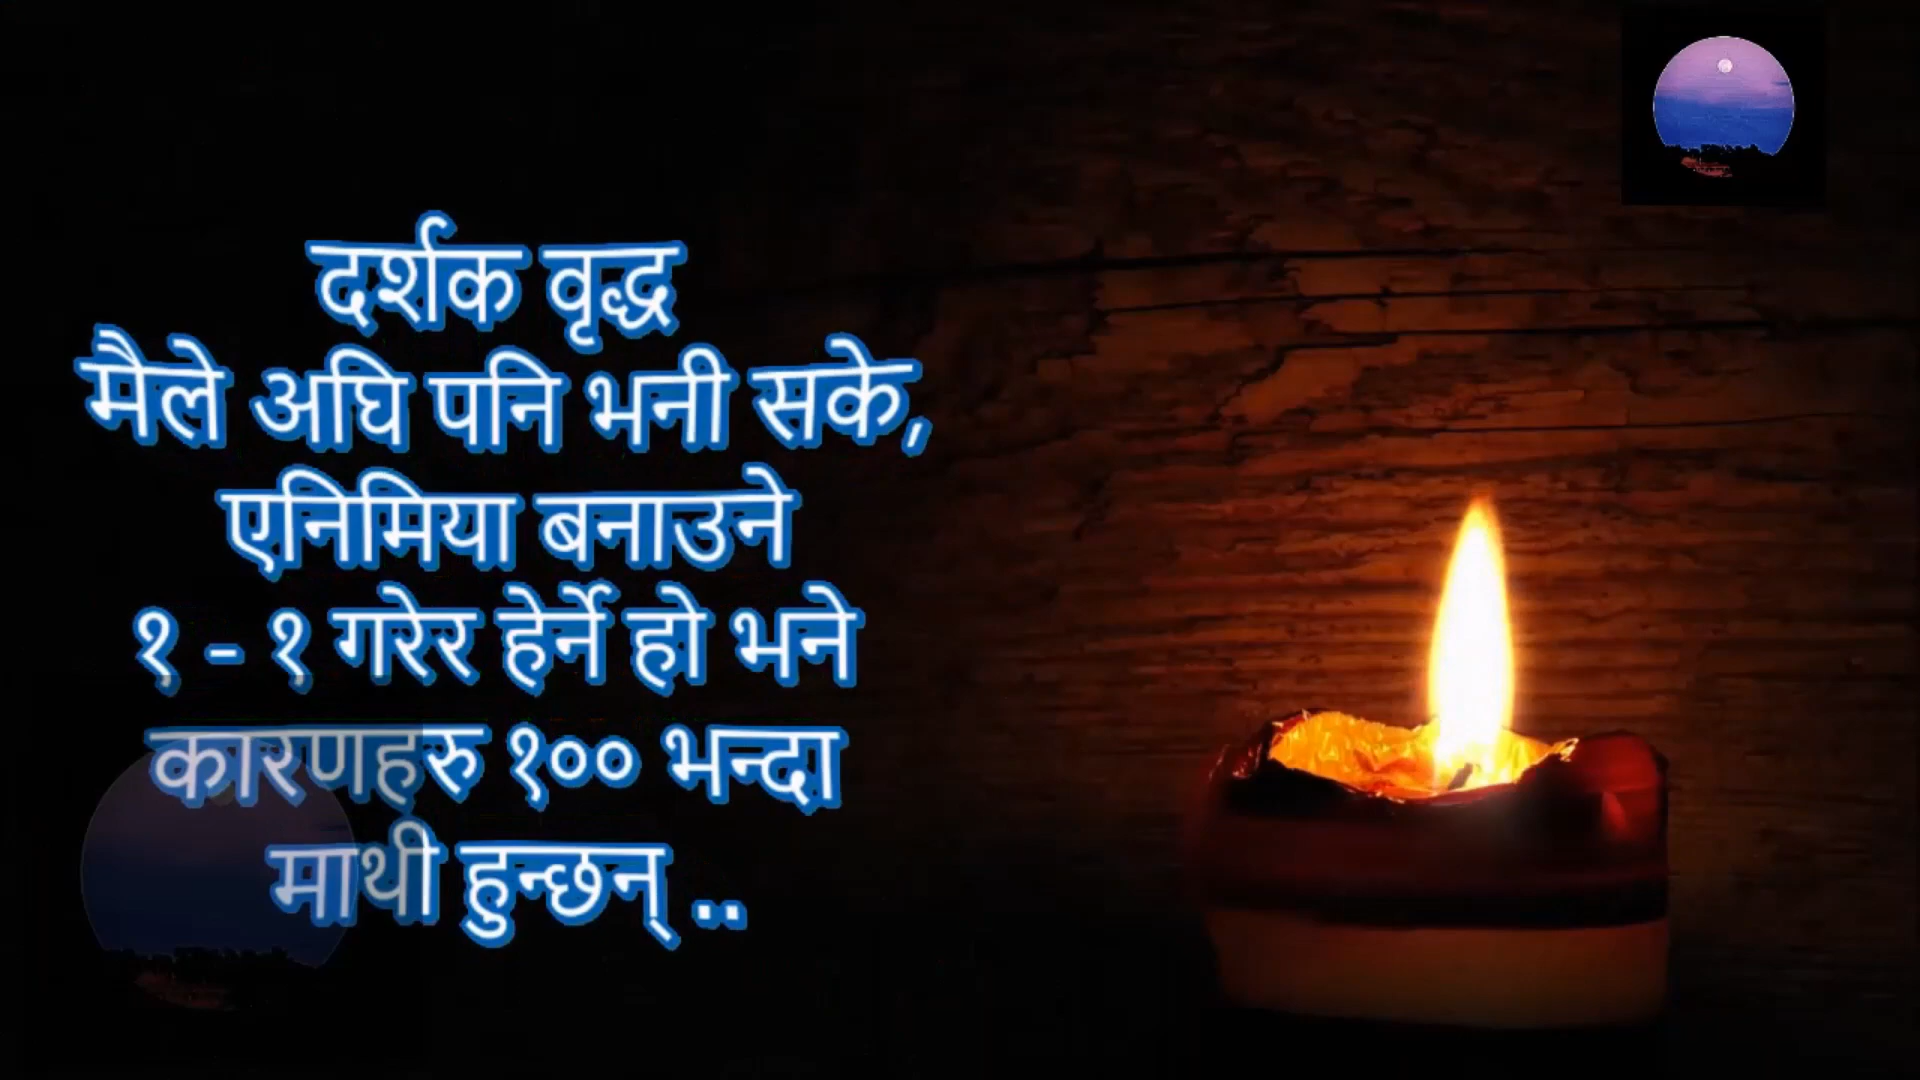 दर्शक वृद्ध
मैले अघि पनि भनी सके,
एनिमिया बनाउने
१ - १ गरेर हेर्ने हो भने
कारणहरु १०० भन्दा
माथी हुन्छन् ..